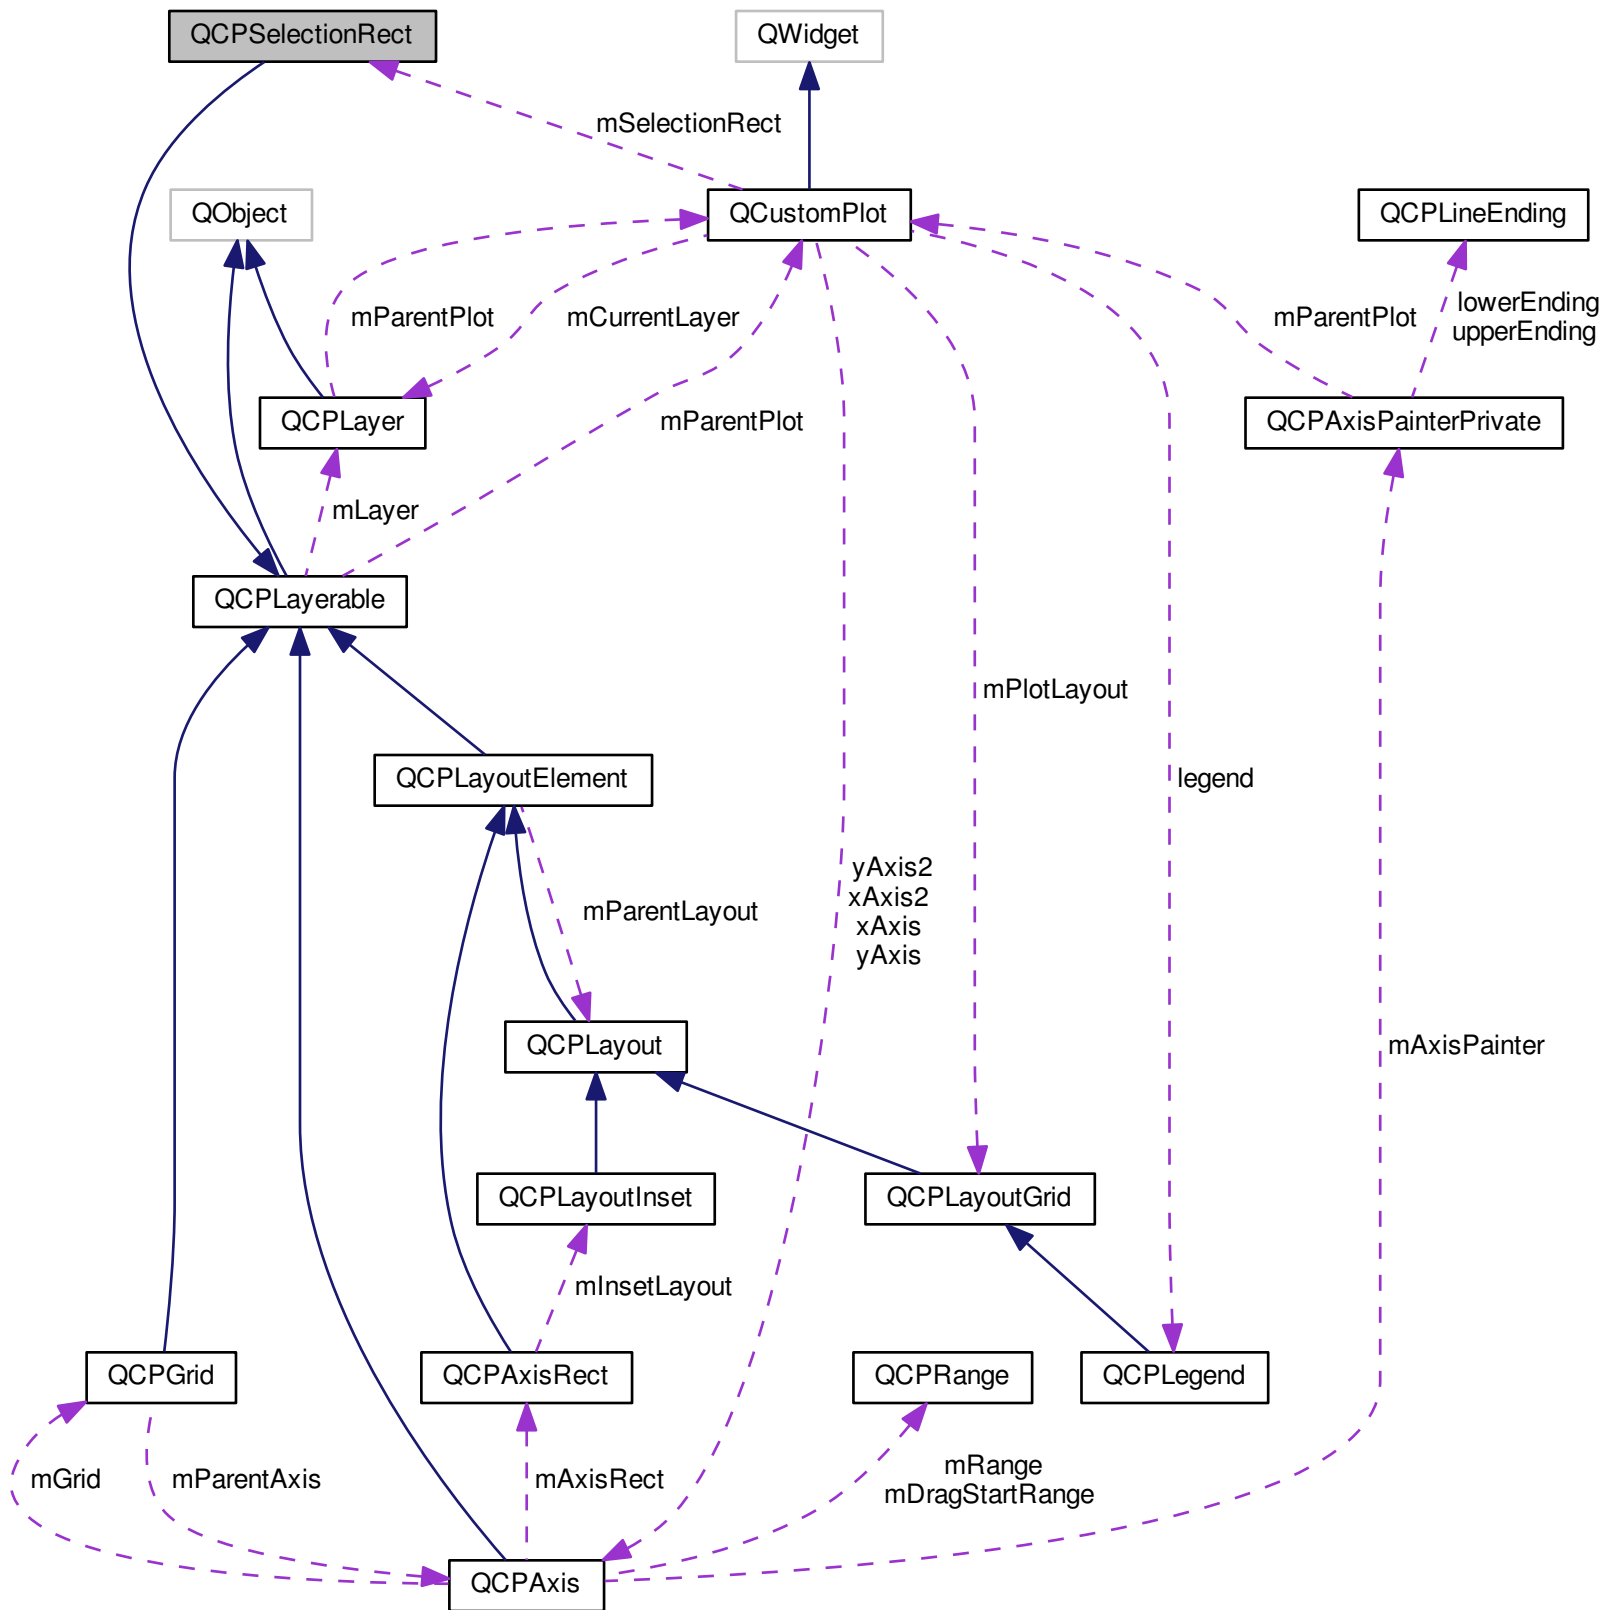 QCPSelectionRect
QWidget
mSelectionRect
QObject
QCustomPlot
QCPLineEnding
mParentPlot
mCurrentLayer
mParentPlot
lowerEnding
upperEnding
QCPLayer
mParentPlot
QCPAxisPainterPrivate
mLayer
QCPLayerable
mPlotLayout
QCPLayoutElement
legend
yAxis2
xAxis2
xAxis
yAxis
mParentLayout
QCPLayout
mAxisPainter
QCPLayoutInset
QCPLayoutGrid
mInsetLayout
QCPGrid
QCPAxisRect
QCPRange
QCPLegend
mGrid
mParentAxis
mAxisRect
mRange
mDragStartRange
QCPAxis